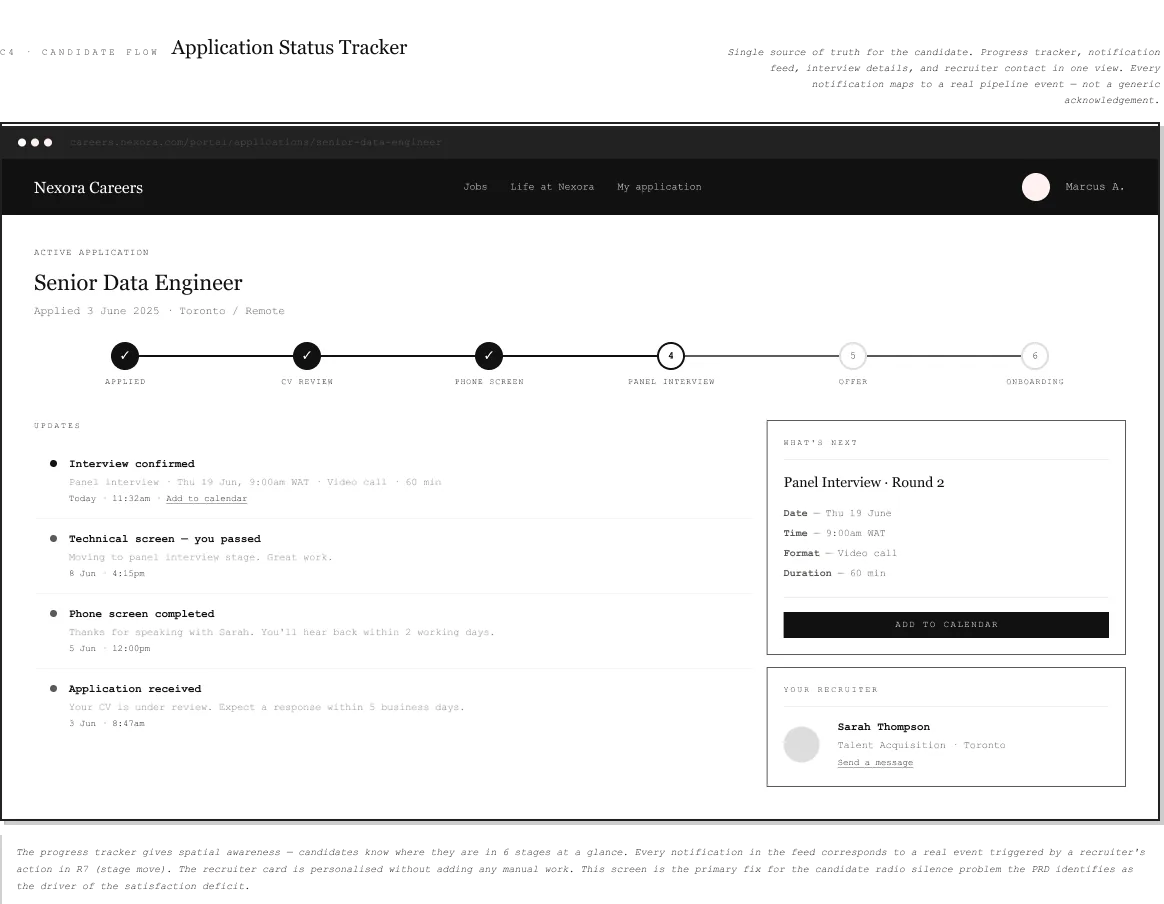 C4 · CANDIDATE FLOW Application Status Tracker
Single source of truth for the candidate. Progress tracker, notification
feed, interview details, and recruiter contact in one view. Every
notification maps to a real pipeline event — not a generic
acknowledgement.
careers.nexora.com/portal/applications/senior-data-engineer
Nexora Careers Jobs Life at Nexora My application Marcus A.
ACTIVE APPLICATION
Senior Data Engineer
Applied 3 June 2025 · Toronto / Remote
✓ ✓ ✓ 4 5 6
APPLIED CV REVIEW PHONE SCREEN PANEL INTERVIEW OFFER ONBOARDING
UPDATES
Interview confirmed
Panel interview · Thu 19 Jun, 9:00am WAT · Video call · 60 min
Today · 11:32am · Add to calendar
Technical screen — you passed
Moving to panel interview stage. Great work.
8 Jun · 4:15pm
Phone screen completed
Thanks for speaking with Sarah. You'll hear back within 2 working days.
5 Jun · 12:00pm
Application received
Your CV is under review. Expect a response within 5 business days.
3 Jun · 8:47am
WHAT'S NEXT
Panel Interview · Round 2
Date — Thu 19 June
Time — 9:00am WAT
Format — Video call
Duration — 60 min
ADD TO CALENDAR
YOUR RECRUITER
Sarah Thompson
Talent Acquisition · Toronto
Send a message
The progress tracker gives spatial awareness — candidates know where they are in 6 stages at a glance. Every notification in the feed corresponds to a real event triggered by a recruiter's
action in R7 (stage move). The recruiter card is personalised without adding any manual work. This screen is the primary fix for the candidate radio silence problem the PRD identifies as
the driver of the satisfaction deficit.